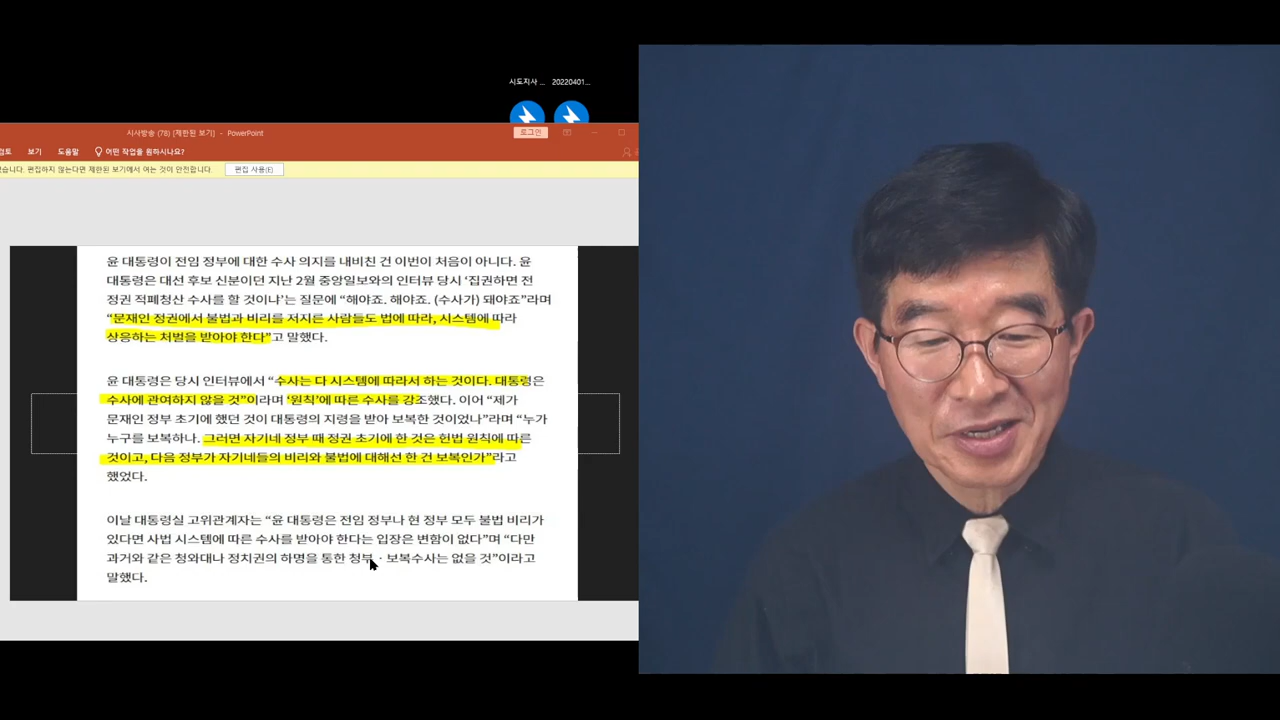 시도지사 ... 20220401...
시사방송 (78) [제한된 보기] - PowerPoint 로그인
검토 보기 도움말 어떤 작업을 원하시나요?
있습니다. 편집하지 않는다면 제한된 보기에서 여는 것이 안전합니다. 편집 사용(E)
윤 대통령이 전임 정부에 대한 수사 의지를 내비친 건 이번이 처음이 아니다. 윤
대통령은 대선 후보 신분이던 지난 2월 중앙일보와의 인터뷰 당시 ‘집권하면 전
정권 적폐청산 수사를 할 것이냐’는 질문에 “해야죠. 해야죠. (수사가) 돼야죠”라며
“문재인 정권에서 불법과 비리를 저지른 사람들도 법에 따라, 시스템에 따라
상응하는 처벌을 받아야 한다”고 말했다.
윤 대통령은 당시 인터뷰에서 “수사는 다 시스템에 따라서 하는 것이다. 대통령은
수사에 관여하지 않을 것”이라며 ‘원칙’에 따른 수사를 강조했다. 이어 “제가
문재인 정부 초기에 했던 것이 대통령의 지령을 받아 보복한 것이었나”라며 “누가
누구를 보복하나. 그러면 자기네 정부 때 정권 초기에 한 것은 헌법 원칙에 따른
것이고, 다음 정부가 자기네들의 비리와 불법에 대해선 한 건 보복인가”라고
했었다.
이날 대통령실 고위관계자는 “윤 대통령은 전임 정부나 현 정부 모두 불법 비리가
있다면 사법 시스템에 따른 수사를 받아야 한다는 입장은 변함이 없다”며 “다만
과거와 같은 청와대나 정치권의 하명을 통한 청부 · 보복수사는 없을 것”이라고
말했다.